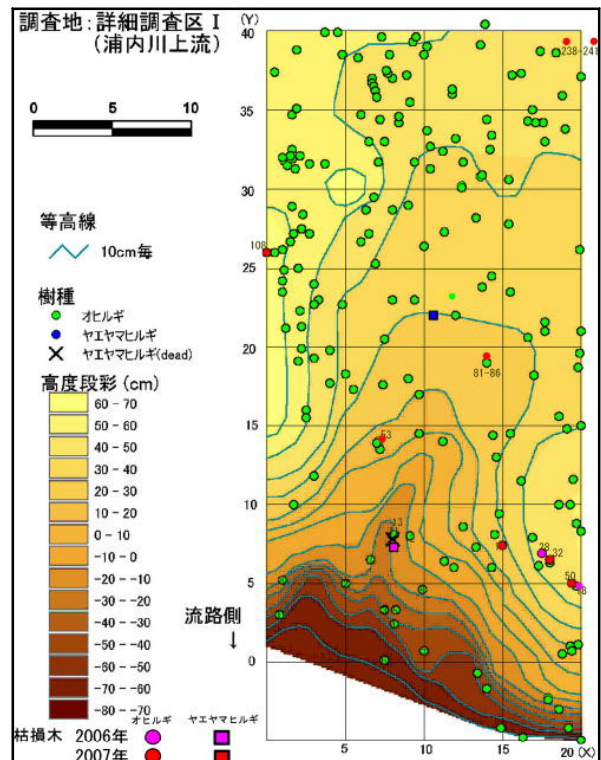 調査地：詳細調査区 I
（浦内川上流）
0 5 10
等高線
10cm毎
樹種
オヒルギ
ヤエヤマヒルギ
ヤエヤマヒルギ(dead)
高度段彩 (cm)
60 - 70
50 - 60
40 - 50
30 - 40
20 - 30
10 - 20
0 - 10
-10 - 0
-20 - -10
-30 - -20
-40 - -30
-50 - -40
-60 - -50
-70 - -60
-80 - -70
流路側
↓
オヒルギ ヤエヤマヒルギ
枯損木 2006年
2007年
(Y)
40
35
30
25
20
15
10
5
0
5 10 15 20 (X)
238-241
108
81-86
53
13
28
32
50